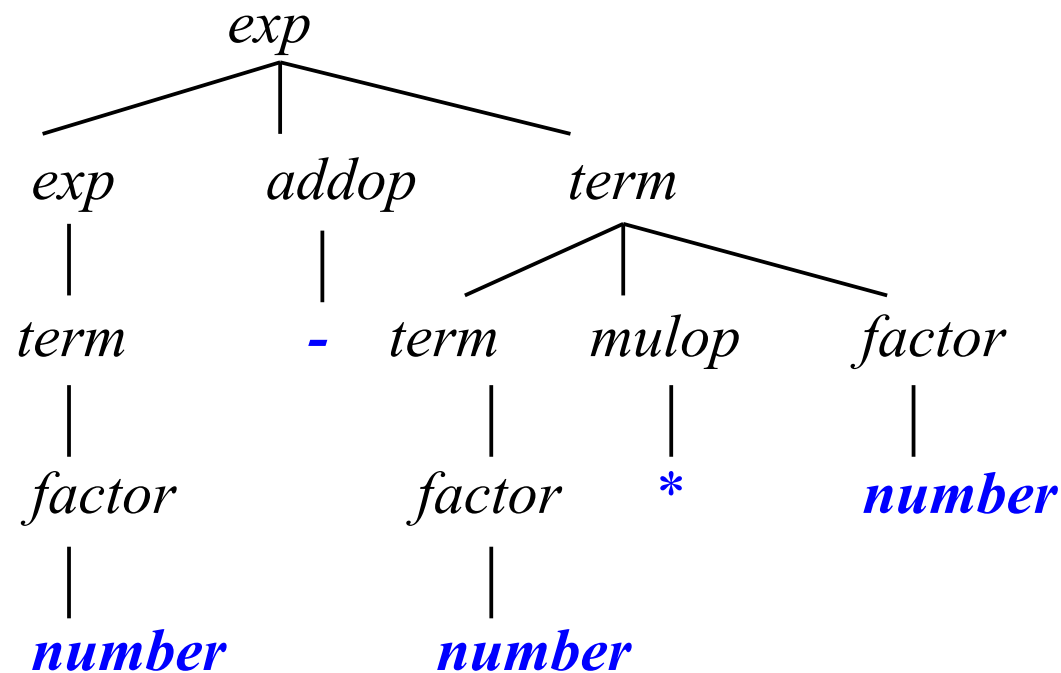 exp
exp addop term
term - term mulop factor
factor factor * number
number number